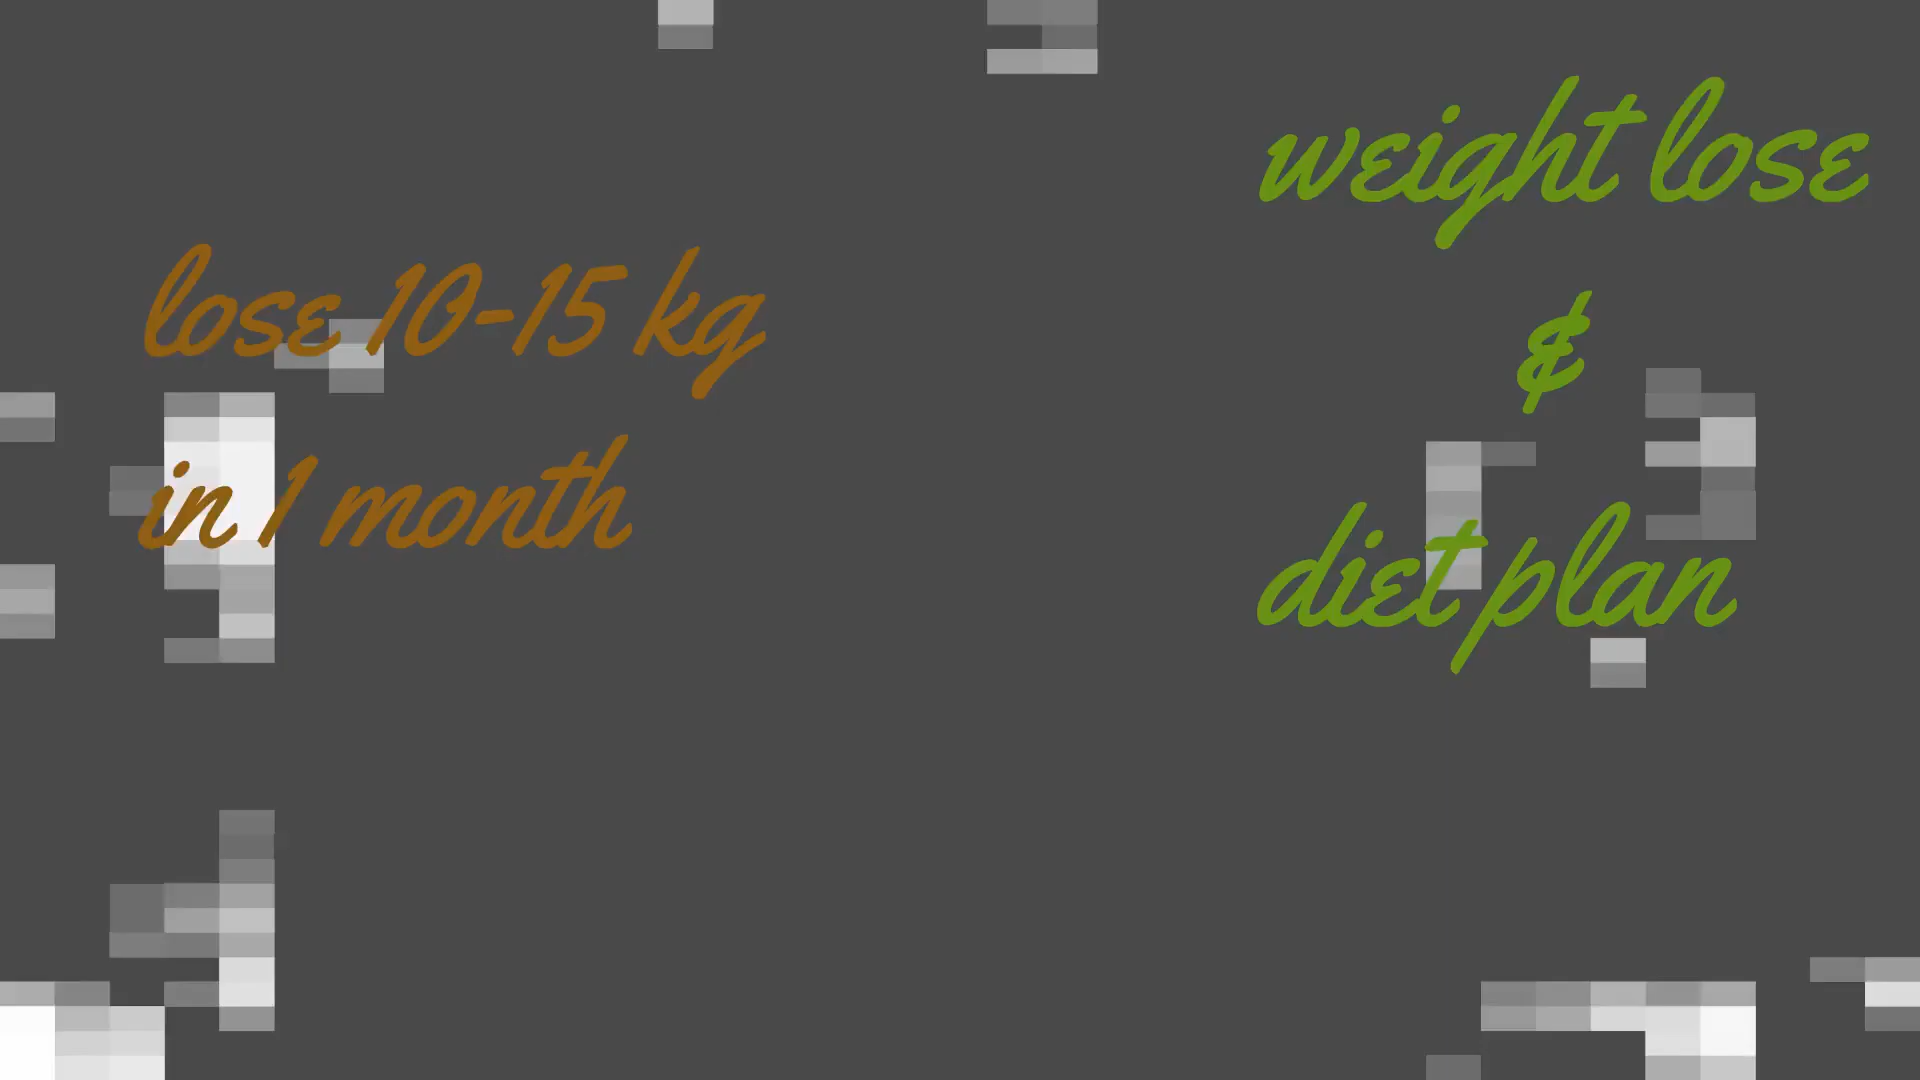 lose 10-15 kg
in 1 month
weight lose
&
diet plan